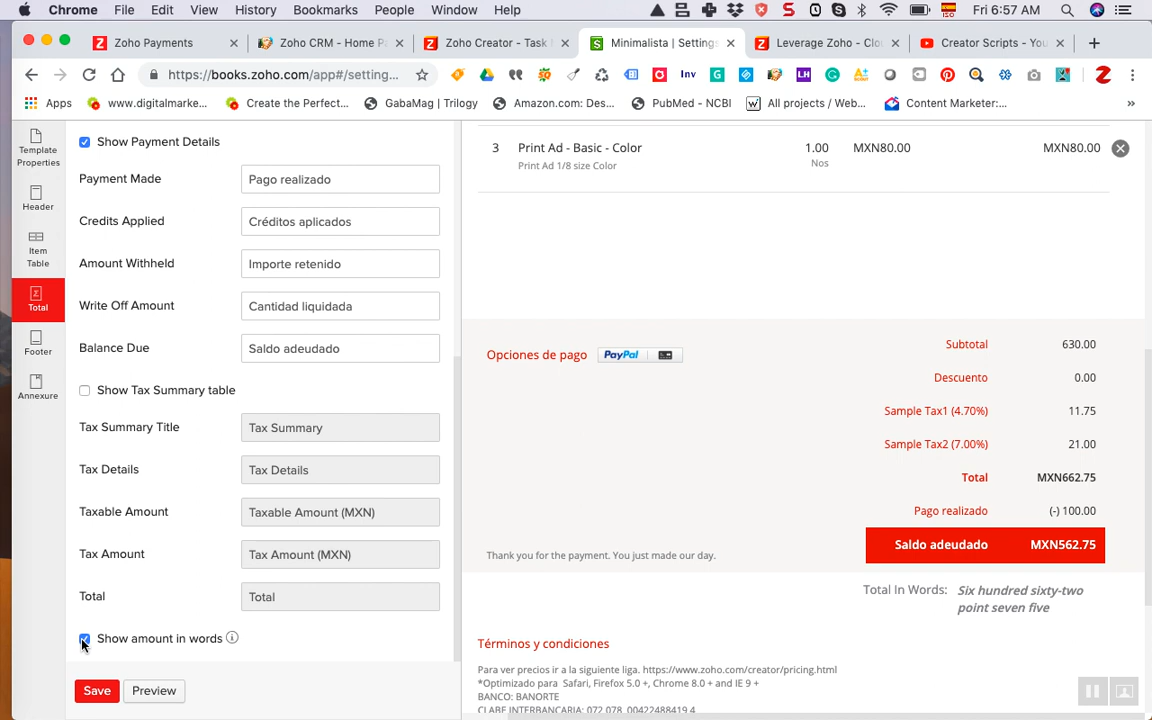 Chrome File Edit View History Bookmarks People Window Help Fri 6:57 AM
Zoho Payments Zoho CRM - Home P Zoho Creator - Task Minimalista | Settings Leverage Zoho - Clo Creator Scripts - You
https://books.zoho.com/app#/setting...
Apps www.digitalmarke... Create the Perfect... GabaMag | Trilogy Amazon.com: Des... PubMed - NCBI All projects / Web... Content Marketer:...
Template
Properties
Header
Item
Table
Total
Footer
Annexure
Show Payment Details
Payment Made Pago realizado
Credits Applied Créditos aplicados
Amount Withheld Importe retenido
Write Off Amount Cantidad liquidada
Balance Due Saldo adeudado
Show Tax Summary table
Tax Summary Title Tax Summary
Tax Details Tax Details
Taxable Amount Taxable Amount (MXN)
Tax Amount Tax Amount (MXN)
Total Total
Show amount in words
Save Preview
3 Print Ad - Basic - Color 1.00 MXN80.00 MXN80.00
Print Ad 1/8 size Color Nos
Opciones de pago PayPal
Subtotal 630.00
Descuento 0.00
Sample Tax1 (4.70%) 11.75
Sample Tax2 (7.00%) 21.00
Total MXN662.75
Pago realizado (-) 100.00
Saldo adeudado MXN562.75
Thank you for the payment. You just made our day.
Total In Words: Six hundred sixty-two
point seven five
Términos y condiciones
Para ver precios ir a la siguiente liga. https://www.zoho.com/creator/pricing.html
*Optimizado para Safari, Firefox 5.0 +, Chrome 8.0 + and IE 9 +
BANCO: BANORTE
CLABE INTERBANCARIA: 072 078 00422488419 4